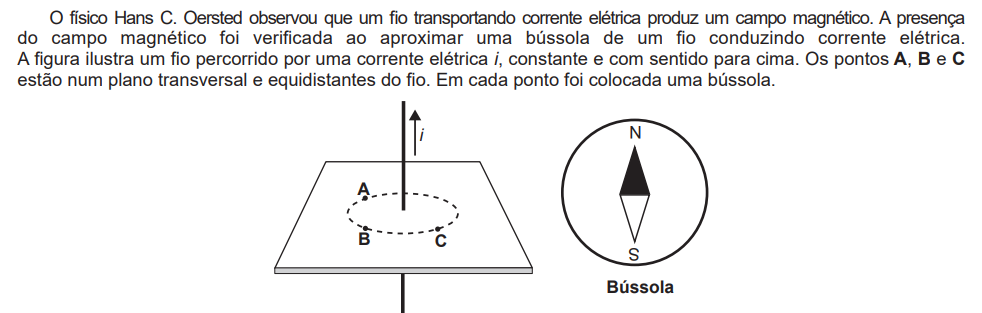 O físico Hans C. Oersted observou que um fio transportando corrente elétrica produz um campo magnético. A presença
do campo magnético foi verificada ao aproximar uma bússola de um fio conduzindo corrente elétrica.
A figura ilustra um fio percorrido por uma corrente elétrica i, constante e com sentido para cima. Os pontos A, B e C
estão num plano transversal e equidistantes do fio. Em cada ponto foi colocada uma bússola.
i
A
B
C
N
S
Bússola